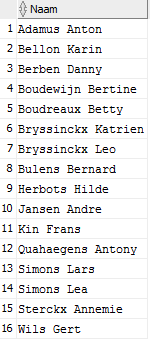 Naam
1 Adamus Anton
2 Bellon Karin
3 Berben Danny
4 Boudewijn Bertine
5 Boudreaux Betty
6 Bryssinckx Katrien
7 Bryssinckx Leo
8 Bulens Bernard
9 Herbots Hilde
10 Jansen Andre
11 Kin Frans
12 Quahaegens Antony
13 Simons Lars
14 Simons Lea
15 Sterckx Annemie
16 Wils Gert